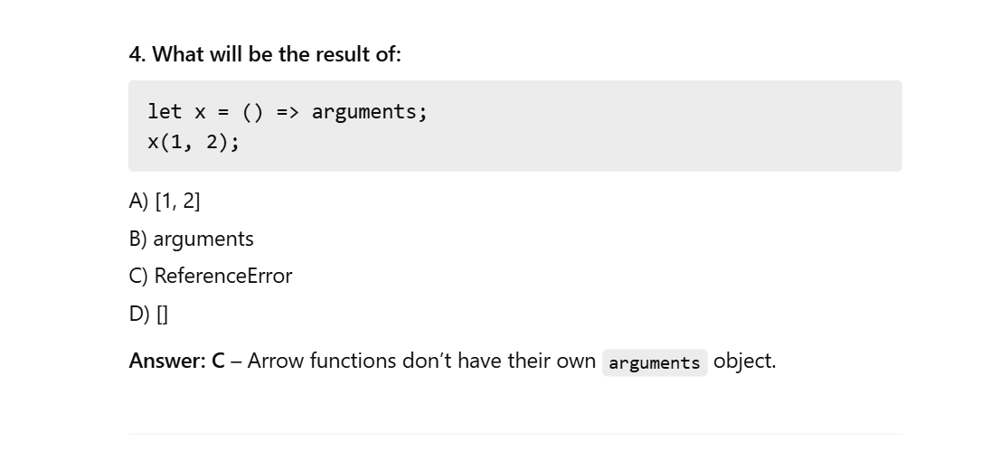 4. What will be the result of:
let x = () => arguments;
x(1, 2);
A) [1, 2]
B) arguments
C) ReferenceError
D) []
Answer: C – Arrow functions don’t have their own arguments object.